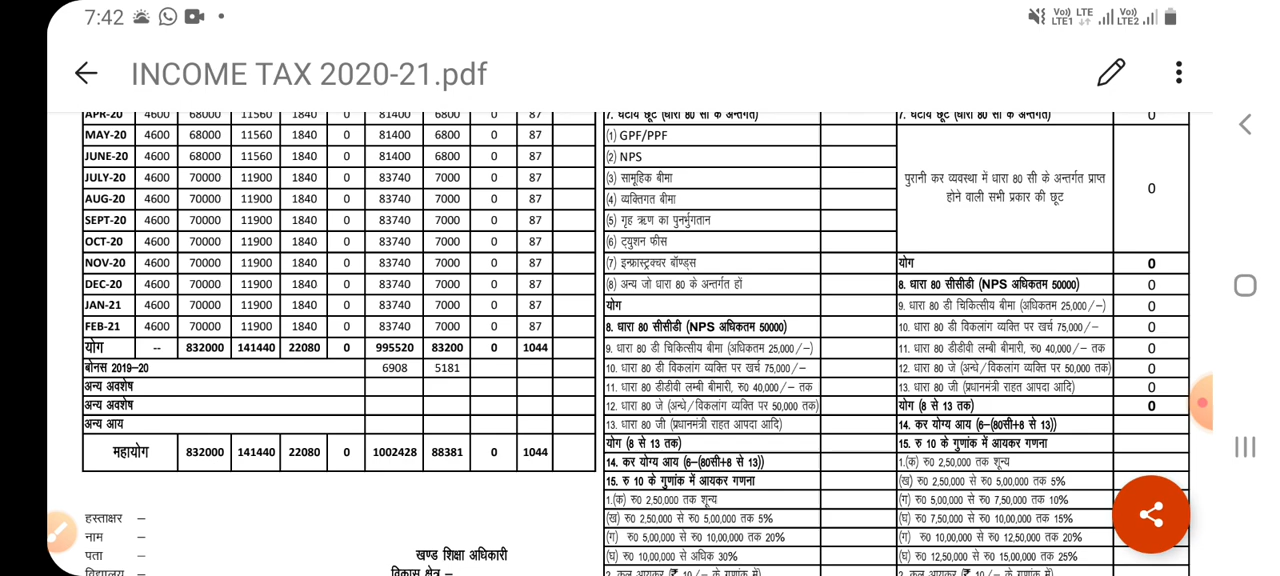 7:42
Vo) LTE LTE1 Vo) LTE2
INCOME TAX 2020-21.pdf
APR-20 4600 68000 11560 1840 0 81400 6800 0 87
MAY-20 4600 68000 11560 1840 0 81400 6800 0 87
JUNE-20 4600 68000 11560 1840 0 81400 6800 0 87
JULY-20 4600 70000 11900 1840 0 83740 7000 0 87
AUG-20 4600 70000 11900 1840 0 83740 7000 0 87
SEPT-20 4600 70000 11900 1840 0 83740 7000 0 87
OCT-20 4600 70000 11900 1840 0 83740 7000 0 87
NOV-20 4600 70000 11900 1840 0 83740 7000 0 87
DEC-20 4600 70000 11900 1840 0 83740 7000 0 87
JAN-21 4600 70000 11900 1840 0 83740 7000 0 87
FEB-21 4600 70000 11900 1840 0 83740 7000 0 87
योग -- 832000 141440 22080 0 995520 83200 0 1044
बोनस 2019-20 6908 5181
अन्य अवशेष
अन्य अवशेष
अन्य आय
महायोग 832000 141440 22080 0 1002428 88381 0 1044
हस्ताक्षर –
नाम –
पता –
विद्यालय –
खण्ड शिक्षा अधिकारी
विकास क्षेत्र –
7. घटाये छूट (धारा 80 सी के अन्तर्गत)
(1) GPF/PPF
(2) NPS
(3) सामूहिक बीमा
(4) व्यक्तिगत बीमा
(5) गृह ऋण का पुनर्भुगतान
(6) ट्युशन फीस
(7) इन्फ्रास्ट्रक्चर बॉण्ड्स
(8) अन्य जो धारा 80 के अन्तर्गत हों
योग
8. धारा 80 सीसीडी (NPS अधिकतम 50000)
9. धारा 80 डी चिकित्सीय बीमा (अधिकतम 25,000/–)
10. धारा 80 डी विकलांग व्यक्ति पर खर्च 75,000/–
11. धारा 80 डीडीवी लम्बी बीमारी, रु0 40,000/– तक
12. धारा 80 जे (अन्धे/विकलांग व्यक्ति पर 50,000 तक)
13. धारा 80 जी (प्रधानमंत्री राहत आपदा आदि)
योग (8 से 13 तक)
14. कर योग्य आय (6–(80सी+8 से 13))
15. रु 10 के गुणांक में आयकर गणना
1.(क) रु0 2,50,000 तक शून्य
(ख) रु0 2,50,000 से रु0 5,00,000 तक 5%
(ग) रु0 5,00,000 से रु0 10,00,000 तक 20%
(घ) रु0 10,00,000 से अधिक 30%
2. कुल आयकर (₹ 10/– के गुणांक में)
7. घटाये छूट (धारा 80 सी के अन्तर्गत) 0
पुरानी कर व्यवस्था में धारा 80 सी के अन्तर्गत प्राप्त
होने वाली सभी प्रकार की छूट 0
योग 0
8. धारा 80 सीसीडी (NPS अधिकतम 50000) 0
9. धारा 80 डी चिकित्सीय बीमा (अधिकतम 25,000/–) 0
10. धारा 80 डी विकलांग व्यक्ति पर खर्च 75,000/– 0
11. धारा 80 डीडीवी लम्बी बीमारी, रु0 40,000/– तक 0
12. धारा 80 जे (अन्धे/विकलांग व्यक्ति पर 50,000 तक) 0
13. धारा 80 जी (प्रधानमंत्री राहत आपदा आदि) 0
योग (8 से 13 तक) 0
14. कर योग्य आय (6–(80सी+8 से 13))
15. रु 10 के गुणांक में आयकर गणना
1.(क) रु0 2,50,000 तक शून्य
(ख) रु0 2,50,000 से रु0 5,00,000 तक 5%
(ग) रु0 5,00,000 से रु0 7,50,000 तक 10%
(घ) रु0 7,50,000 से रु0 10,00,000 तक 15%
(ग) रु0 10,00,000 से रु0 12,50,000 तक 20%
(घ) रु0 12,50,000 से रु0 15,00,000 तक 25%
2. कुल आयकर (₹ 10/– के गुणांक में)